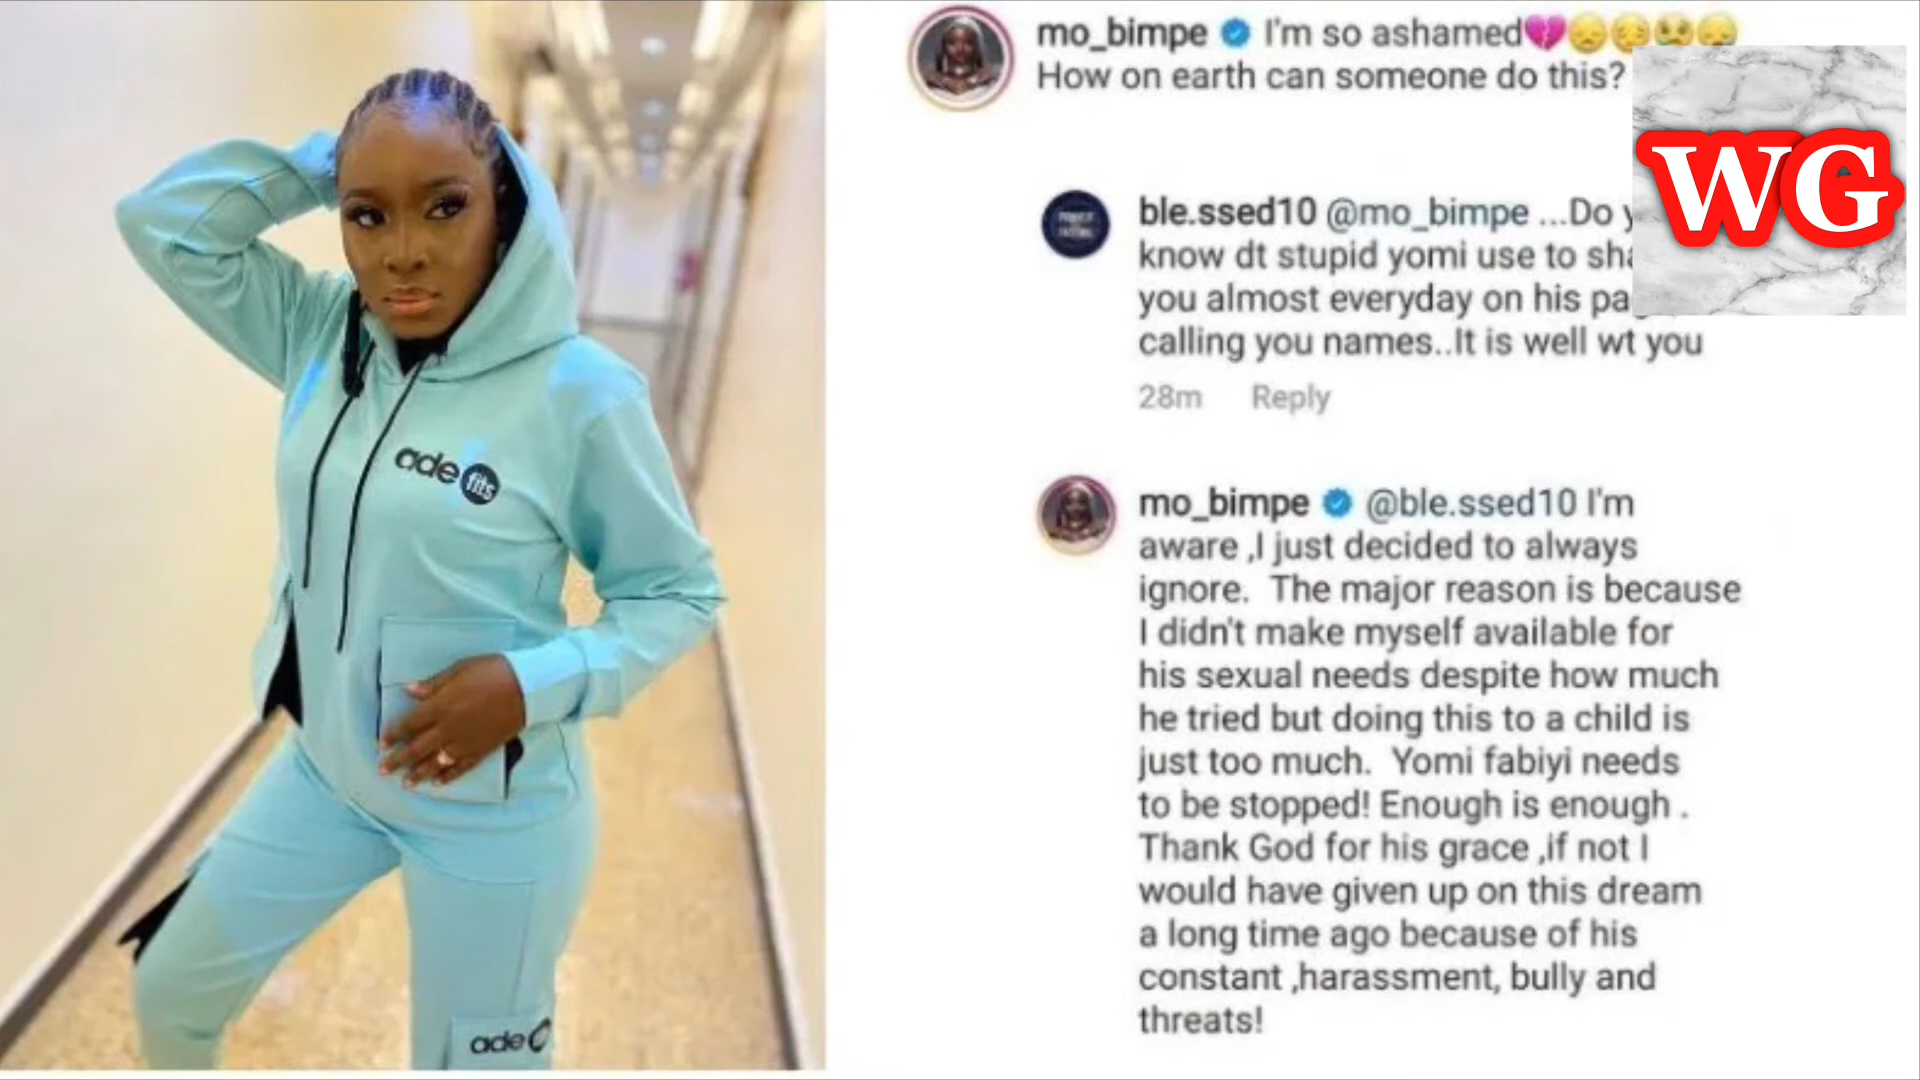 mo_bimpe I'm so ashamed💔😞😔😢😞
How on earth can someone do this?
WG
ble.ssed10 @mo_bimpe ...Do
know dt stupid yomi use to
you almost everyday on his
calling you names..It is well wt you
28m Reply
mo_bimpe @ble.ssed10 I'm
aware ,I just decided to always
ignore. The major reason is because
I didn't make myself available for
his sexual needs despite how much
he tried but doing this to a child is
just too much. Yomi fabiyi needs
to be stopped! Enough is enough .
Thank God for his grace ,if not I
would have given up on this dream
a long time ago because of his
constant ,harassment, bully and
threats!
ade fits
ade